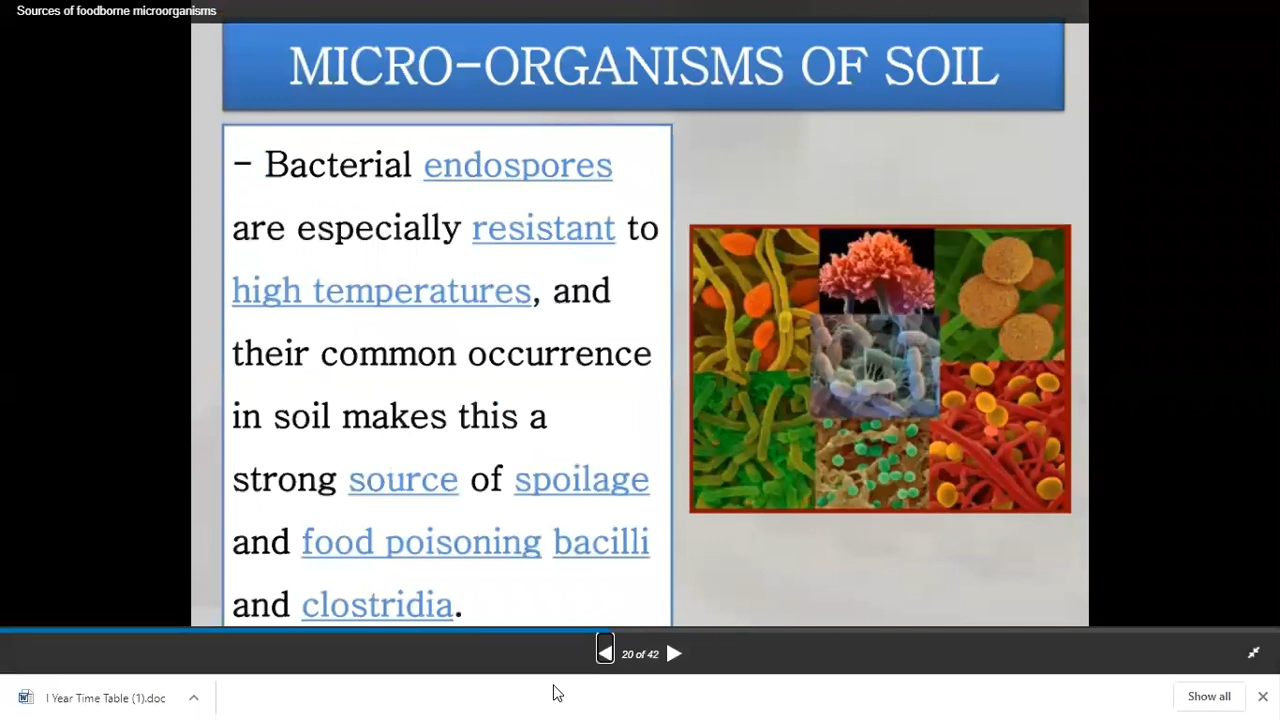 Sources of foodborne microorganisms
MICRO-ORGANISMS OF SOIL
- Bacterial endospores
are especially resistant to
high temperatures, and
their common occurrence
in soil makes this a
strong source of spoilage
and food poisoning bacilli
and clostridia.
20 of 42
I Year Time Table (1).doc
Show all